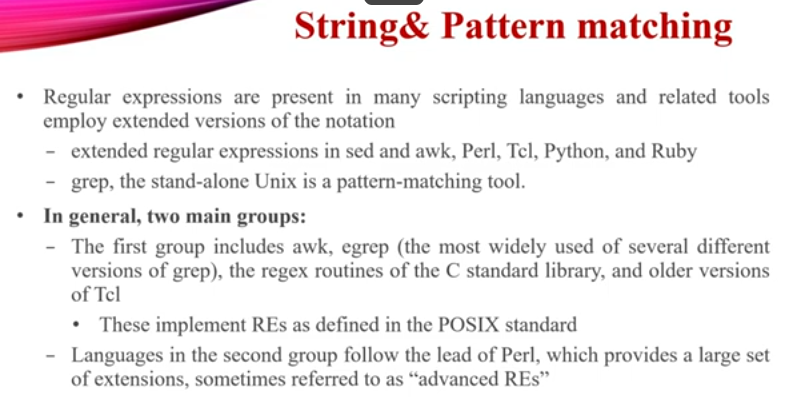 String& Pattern matching
• Regular expressions are present in many scripting languages and related tools
employ extended versions of the notation
– extended regular expressions in sed and awk, Perl, Tcl, Python, and Ruby
– grep, the stand-alone Unix is a pattern-matching tool.
• In general, two main groups:
– The first group includes awk, egrep (the most widely used of several different
versions of grep), the regex routines of the C standard library, and older versions
of Tcl
• These implement REs as defined in the POSIX standard
– Languages in the second group follow the lead of Perl, which provides a large set
of extensions, sometimes referred to as “advanced REs”